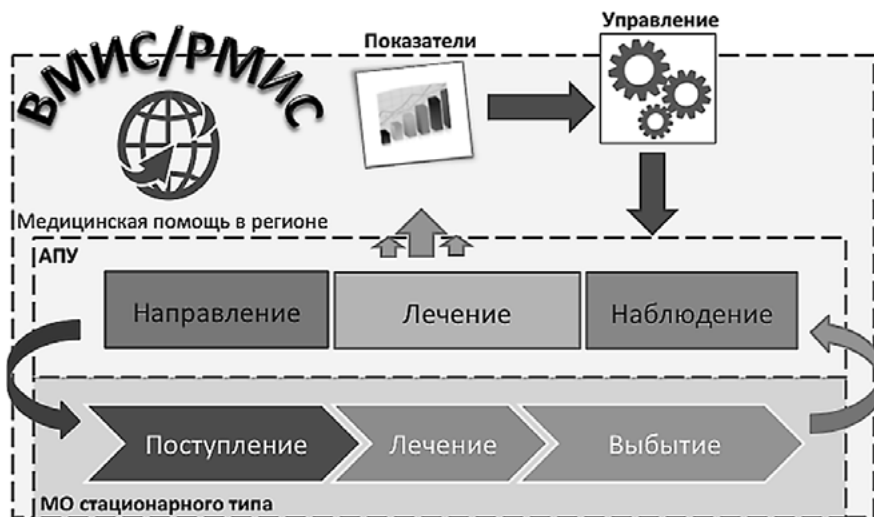 ВМИС/РМИС
Показатели
Управление
Медицинская помощь в регионе
АПУ
Направление
Лечение
Наблюдение
Поступление
Лечение
Выбытие
МО стационарного типа